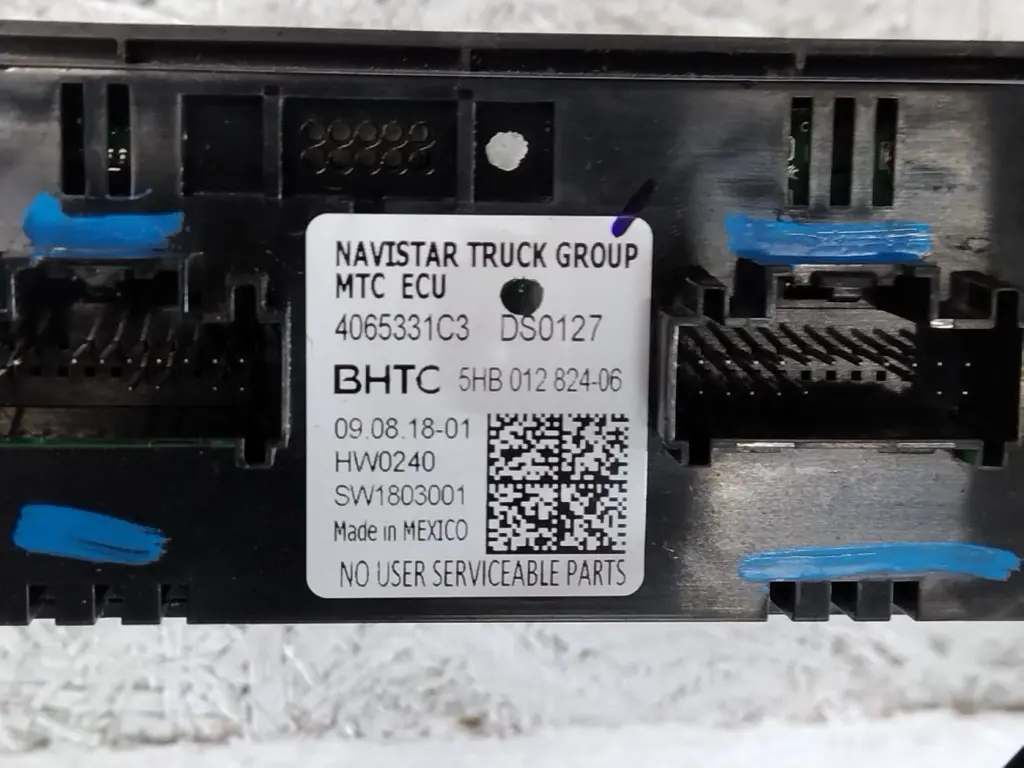 NAVISTAR TRUCK GROUP
MTC ECU
4065331C3 DS0127
BHTC 5HB 012 824-06
09.08.18-01
HW0240
SW1803001
Made in MEXICO
NO USER SERVICEABLE PARTS